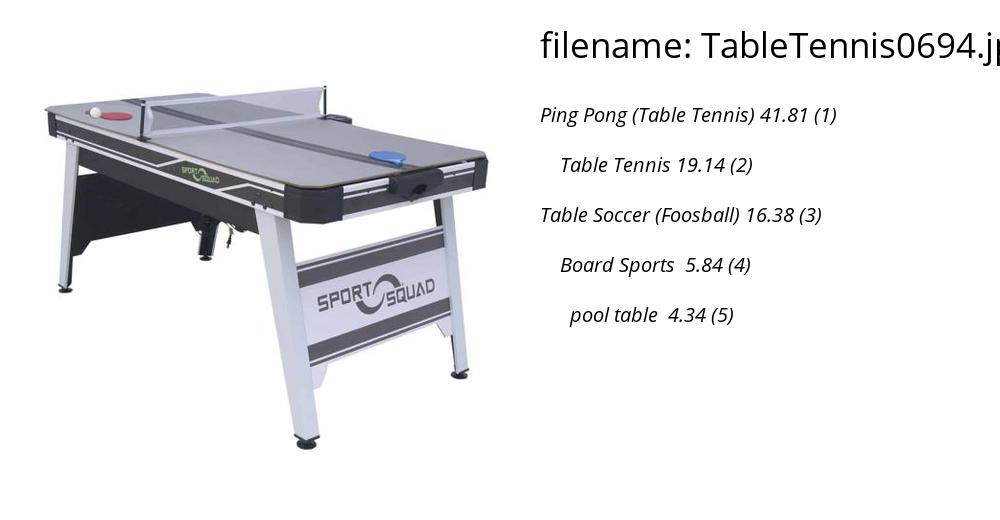 filename: TableTennis0694.jp
Ping Pong (Table Tennis) 41.81 (1)
Table Tennis 19.14 (2)
Table Soccer (Foosball) 16.38 (3)
Board Sports 5.84 (4)
pool table 4.34 (5)
SPORT SQUAD
SPORT SQUAD